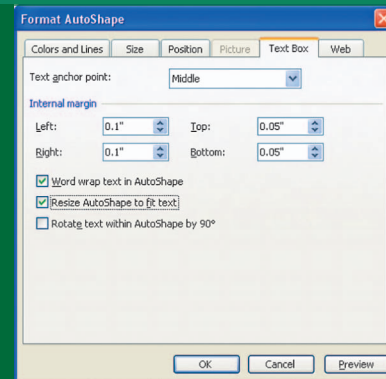 Format AutoShape
Colors and Lines Size Position Picture Text Box Web
Text anchor point: Middle
Internal margin
Left: 0.1" Top: 0.05"
Right: 0.1" Bottom: 0.05"
Word wrap text in AutoShape
Resize AutoShape to fit text
Rotate text within AutoShape by 90°
OK Cancel Preview